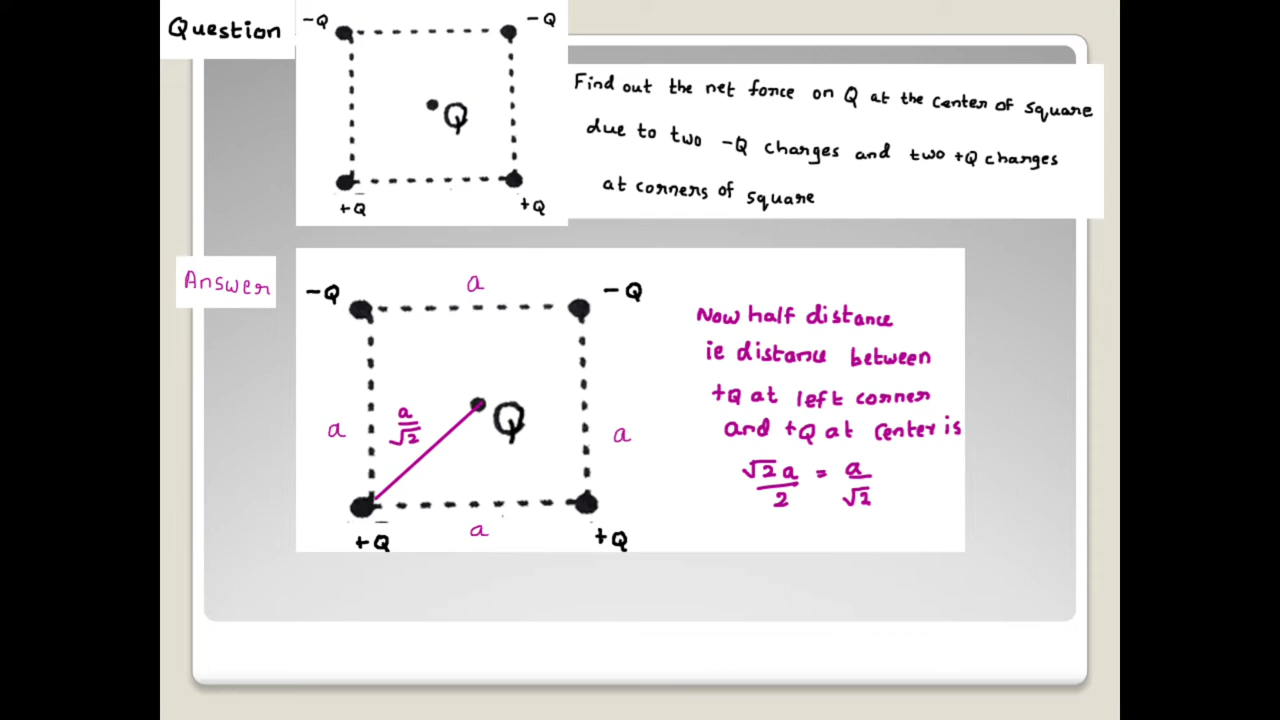 Question
-Q
-Q
Q
+Q
+Q
Find out the net force on Q at the center of square
due to two -Q charges and two +Q charges
at corners of square
Answer
-Q
a
-Q
a
a/√2
Q
a
+Q
a
+Q
Now half distance
ie distance between
+Q at left corner
and +Q at center is
√2 a/2 = a/√2